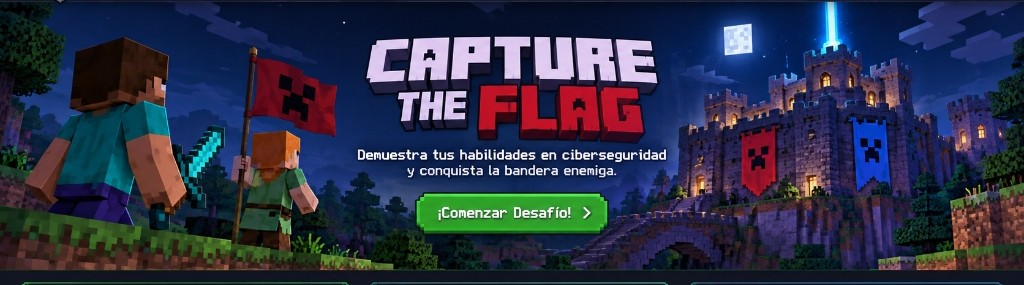 CAPTURE
THE FLAG
Demuestra tus habilidades en ciberseguridad
y conquista la bandera enemiga.
¡Comenzar Desafío! >